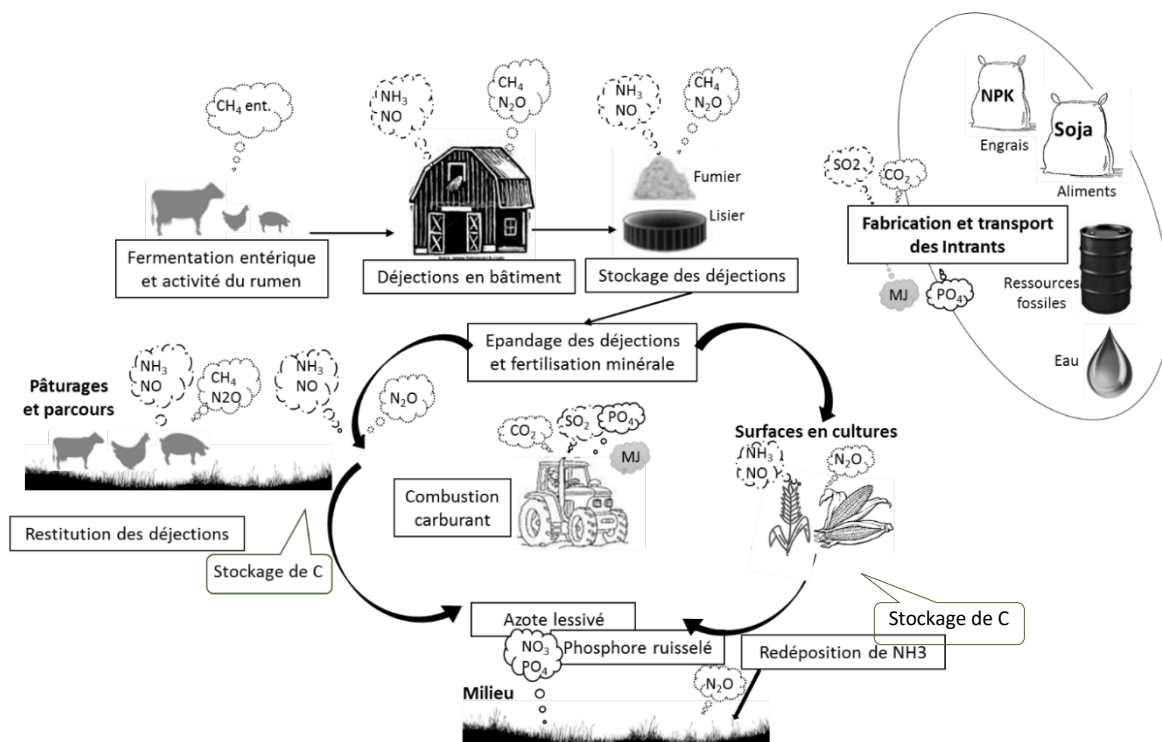 CH₄ ent.
NH₃
NO
CH₄
N₂O
NH₃
NO
CH₄
N₂O
Fumier
Lisier
Fermentation entérique
et activité du rumen
Déjections en bâtiment
Stockage des déjections
NPK
Engrais
Soja
Aliments
SO2
CO₂
Fabrication et transport
des Intrants
MJ
PO₄
Ressources
fossiles
Eau
Epandage des déjections
et fertilisation minérale
Pâturages
et parcours
NH₃
NO
CH₄
N2O
NH₃
NO
N₂O
Restitution des déjections
Stockage de C
CO₂
SO₂
PO₄
MJ
Combustion
carburant
Surfaces en cultures
NH₃
NO
N₂O
Stockage de C
Azote lessivé
Phosphore ruisselé
Redéposition de NH3
NO₃
PO₄
N₂O
Milieu